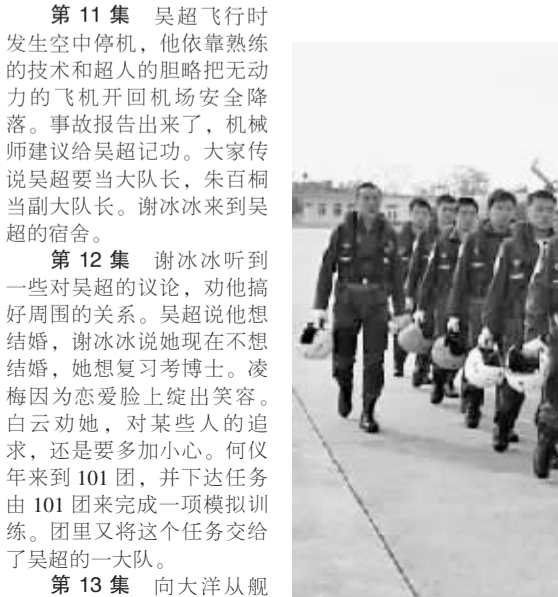 第 11 集 吴超飞行时
发生空中停机，他依靠熟练
的技术和超人的胆略把无动
力的飞机开回机场安全降
落。事故报告出来了，机械
师建议给吴超记功。大家传
说吴超要当大队长，朱百桐
当副大队长。谢冰冰来到吴
超的宿舍。
第 12 集 谢冰冰听到
一些对吴超的议论，劝他搞
好周围的关系。吴超说他想
结婚，谢冰冰说她现在不想
结婚，她想复习考博士。凌
梅因为恋爱脸上绽出笑容。
白云劝她，对某些人的追
求，还是要多加小心。何仪
年来到 101 团，并下达任务
由 101 团来完成一项模拟训
练。团里又将这个任务交给
了吴超的一大队。
第 13 集 向大洋从舰